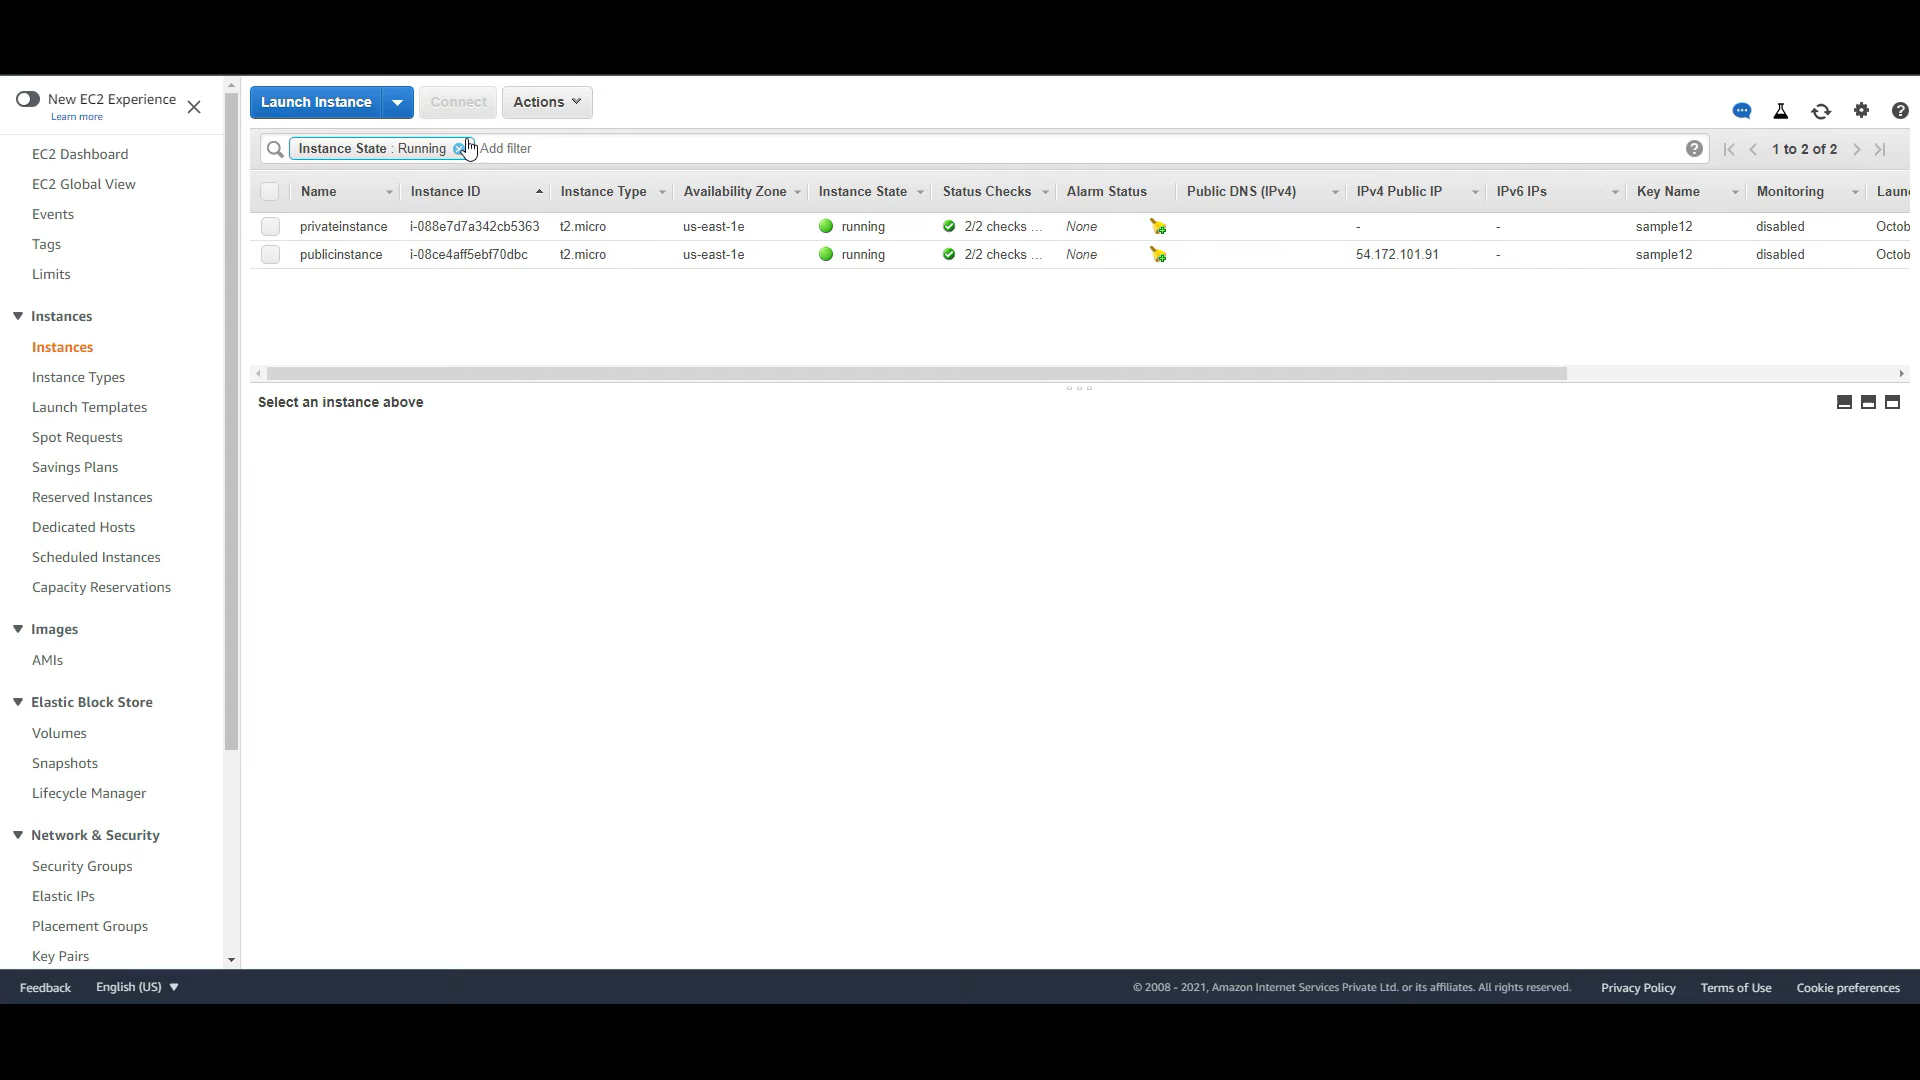 New EC2 Experience
Learn more
EC2 Dashboard
EC2 Global View
Events
Tags
Limits
Instances
Instances
Instance Types
Launch Templates
Spot Requests
Savings Plans
Reserved Instances
Dedicated Hosts
Scheduled Instances
Capacity Reservations
Images
AMIs
Elastic Block Store
Volumes
Snapshots
Lifecycle Manager
Network & Security
Security Groups
Elastic IPs
Placement Groups
Key Pairs
Launch Instance Connect Actions
Instance State : Running Add filter 1 to 2 of 2
Name Instance ID Instance Type Availability Zone Instance State Status Checks Alarm Status Public DNS (IPv4) IPv4 Public IP IPv6 IPs Key Name Monitoring Laun
privateinstance i-088e7d7a342cb5363 t2.micro us-east-1e running 2/2 checks ... None - - sample12 disabled Octob
publicinstance i-08ce4aff5ebf70dbc t2.micro us-east-1e running 2/2 checks ... None 54.172.101.91 - sample12 disabled Octob
Select an instance above
Feedback English (US) © 2008 - 2021, Amazon Internet Services Private Ltd. or its affiliates. All rights reserved. Privacy Policy Terms of Use Cookie preferences